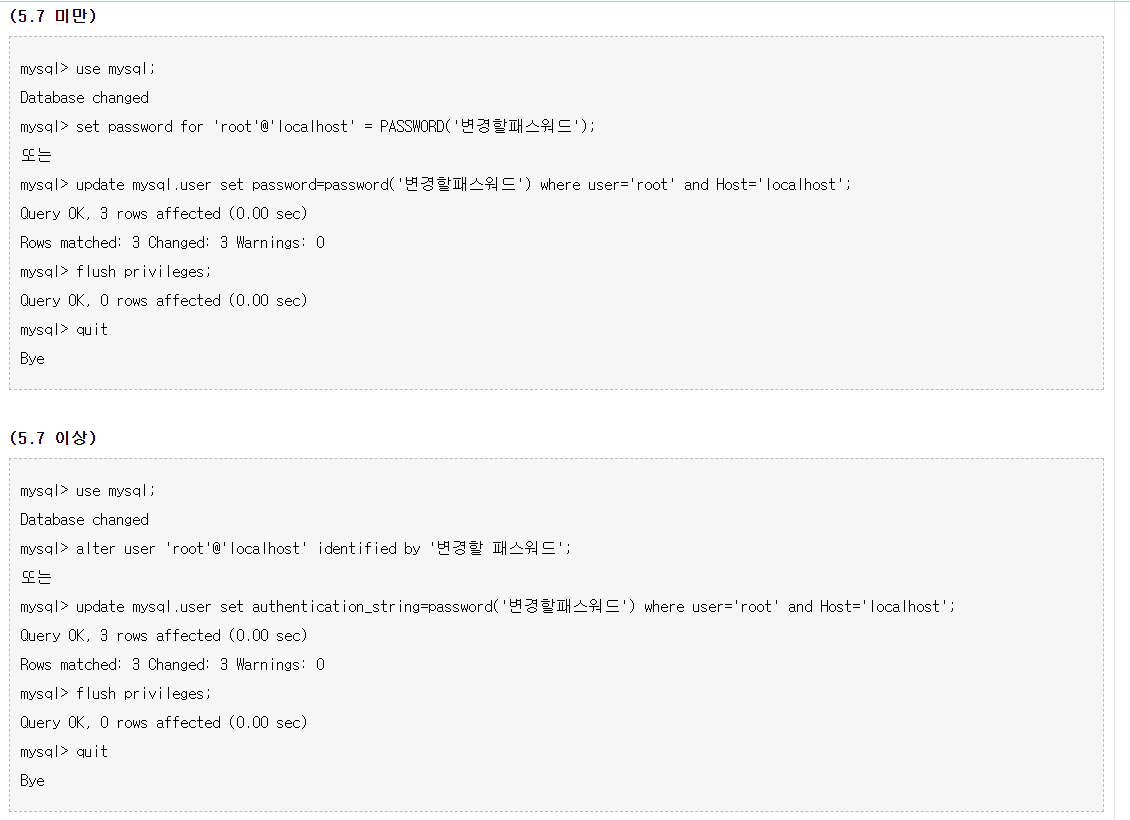 (5.7 미만)
mysql> use mysql;
Database changed
mysql> set password for 'root'@'localhost' = PASSWORD('변경할패스워드');
또는
mysql> update mysql.user set password=password('변경할패스워드') where user='root' and Host='localhost';
Query OK, 3 rows affected (0.00 sec)
Rows matched: 3 Changed: 3 Warnings: 0
mysql> flush privileges;
Query OK, 0 rows affected (0.00 sec)
mysql> quit
Bye
(5.7 이상)
mysql> use mysql;
Database changed
mysql> alter user 'root'@'localhost' identified by '변경할 패스워드';
또는
mysql> update mysql.user set authentication_string=password('변경할패스워드') where user='root' and Host='localhost';
Query OK, 3 rows affected (0.00 sec)
Rows matched: 3 Changed: 3 Warnings: 0
mysql> flush privileges;
Query OK, 0 rows affected (0.00 sec)
mysql> quit
Bye